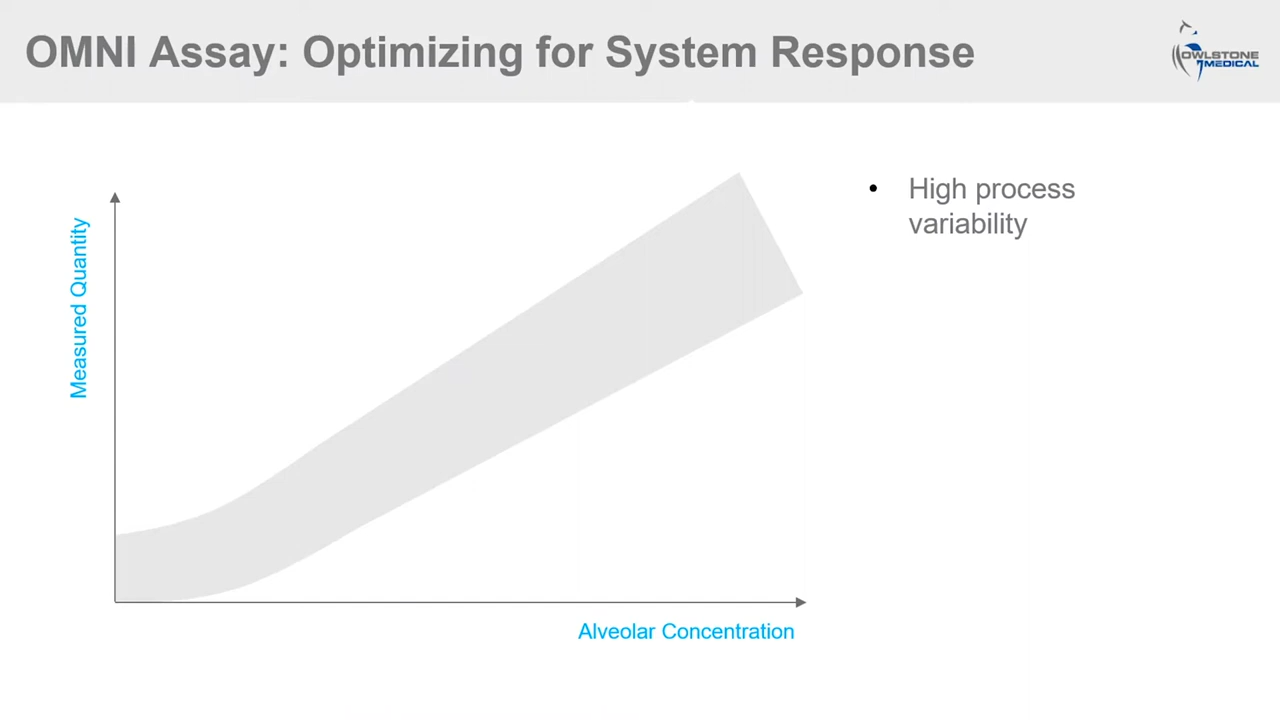 OMNI Assay: Optimizing for System Response
OWLSTONE
MEDICAL
• High process
variability
Measured Quantity
Alveolar Concentration